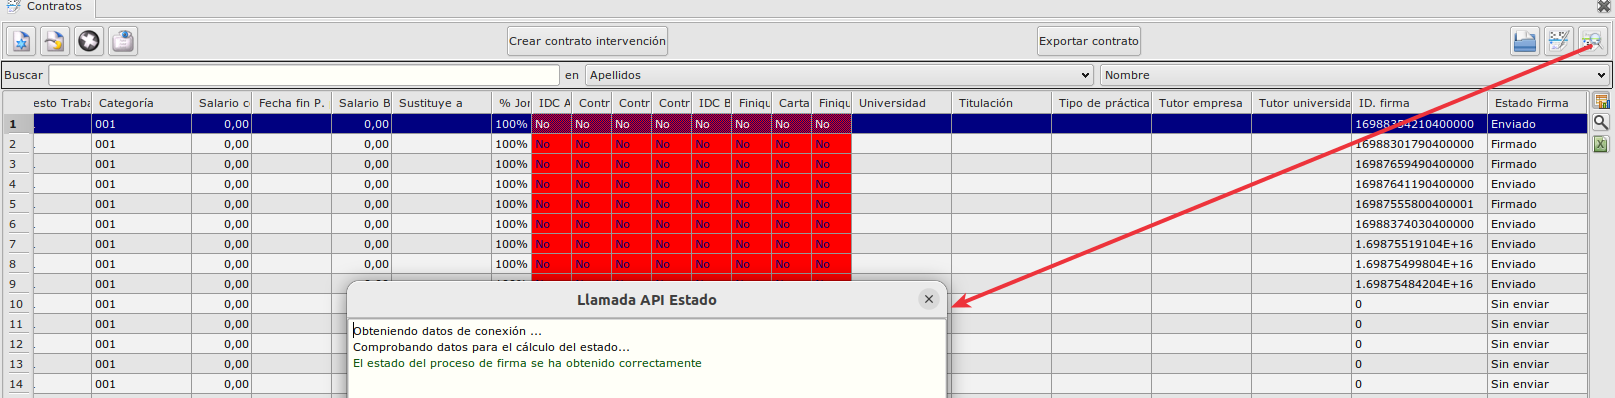 Contratos
Crear contrato intervención Exportar contrato
Buscar en Apellidos Nombre
esto Traba Categoría Salario co Fecha fin P. Salario B Sustituye a % Jor IDC A Contr Contr Contr IDC B Finiqu Carta Finiqu Universidad Titulación Tipo de práctica Tutor empresa Tutor universida ID. firma Estado Firma
1 001 0,00 0,00 100% No No No No No No No No 16988354210400000 Enviado
2 001 0,00 0,00 100% No No No No No No No No 16988301790400000 Firmado
3 001 0,00 0,00 100% No No No No No No No No 16987659490400000 Enviado
4 001 0,00 0,00 100% No No No No No No No No 16987641190400000 Enviado
5 001 0,00 0,00 100% No No No No No No No No 16987555800400001 Firmado
6 001 0,00 0,00 100% No No No No No No No No 16988374030400000 Enviado
7 001 0,00 0,00 100% No No No No No No No No 1.69875519104E+16 Enviado
8 001 0,00 0,00 100% No No No No No No No No 1.69875499804E+16 Enviado
9 001 1.69875484204E+16 Enviado
10 001 0 Sin enviar
11 001 0,00 0 Sin enviar
12 001 0,00 0 Sin enviar
13 001 0,00 0 Sin enviar
14 001 0,00 0 Sin enviar
Llamada API Estado
Obteniendo datos de conexión ...
Comprobando datos para el cálculo del estado...
El estado del proceso de firma se ha obtenido correctamente